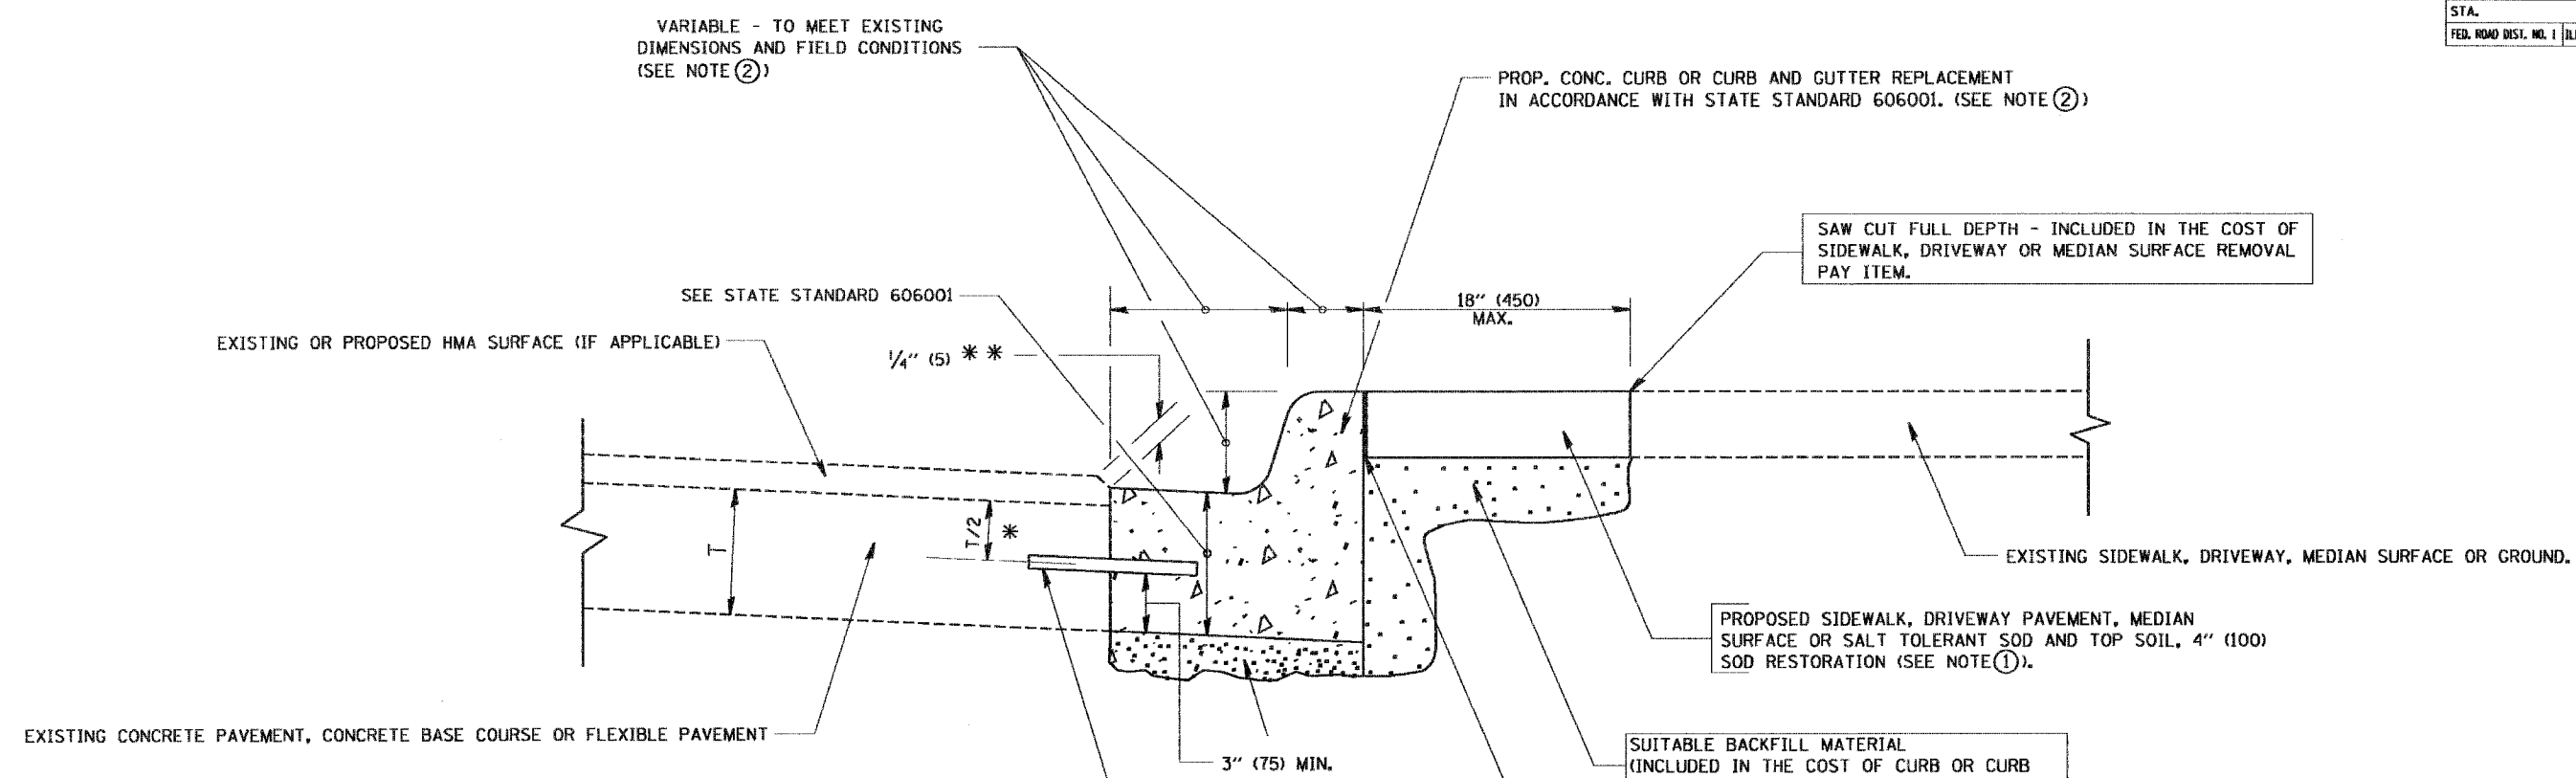 STA.
FED. ROAD DIST. NO. 1
VARIABLE - TO MEET EXISTING
DIMENSIONS AND FIELD CONDITIONS
(SEE NOTE ②)
PROP. CONC. CURB OR CURB AND GUTTER REPLACEMENT
IN ACCORDANCE WITH STATE STANDARD 606001. (SEE NOTE ②)
SAW CUT FULL DEPTH - INCLUDED IN THE COST OF
SIDEWALK, DRIVEWAY OR MEDIAN SURFACE REMOVAL
PAY ITEM.
SEE STATE STANDARD 606001
18" (450)
MAX.
EXISTING OR PROPOSED HMA SURFACE (IF APPLICABLE)
1/4" (5) * *
T
T/2 *
EXISTING SIDEWALK, DRIVEWAY, MEDIAN SURFACE OR GROUND.
PROPOSED SIDEWALK, DRIVEWAY PAVEMENT, MEDIAN
SURFACE OR SALT TOLERANT SOD AND TOP SOIL, 4" (100)
SOD RESTORATION (SEE NOTE ①).
EXISTING CONCRETE PAVEMENT, CONCRETE BASE COURSE OR FLEXIBLE PAVEMENT
3" (75) MIN.
SUITABLE BACKFILL MATERIAL
(INCLUDED IN THE COST OF CURB OR CURB